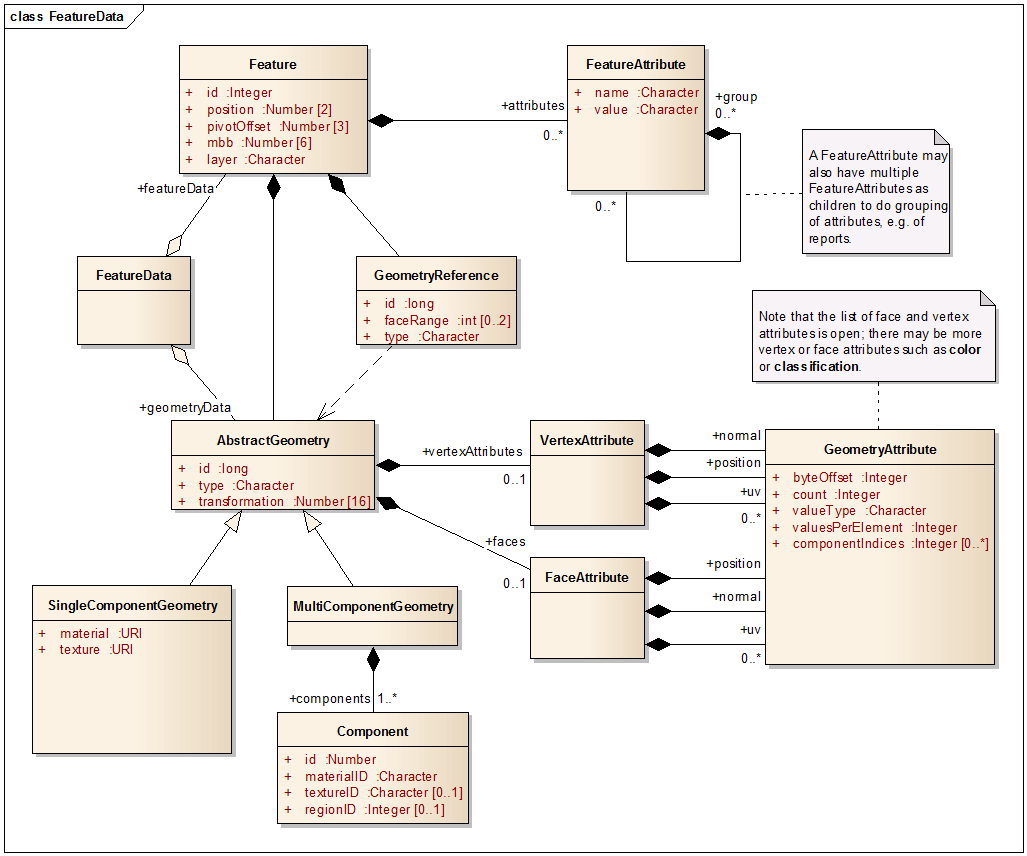 class FeatureData
Feature
+ id :Integer
+ position :Number [2]
+ pivotOffset :Number [3]
+ mbb :Number [6]
+ layer :Character
+attributes
0..*
FeatureAttribute
+ name :Character
+ value :Character
+group
0..*
0..*
A FeatureAttribute may
also have multiple
FeatureAttributes as
children to do grouping
of attributes, e.g. of
reports.
+featureData
FeatureData
GeometryReference
+ id :long
+ faceRange :int [0..2]
+ type :Character
Note that the list of face and vertex
attributes is open; there may be more
vertex or face attributes such as color
or classification.
+geometryData
AbstractGeometry
+ id :long
+ type :Character
+ transformation :Number [16]
+vertexAttributes
0..1
VertexAttribute
+normal
+position
+uv
0..*
GeometryAttribute
+ byteOffset :Integer
+ count :Integer
+ valueType :Character
+ valuesPerElement :Integer
+ componentIndices :Integer [0..*]
+faces
0..1
FaceAttribute
+position
+normal
+uv
0..*
SingleComponentGeometry
+ material :URI
+ texture :URI
MultiComponentGeometry
+components 1..*
Component
+ id :Number
+ materialID :Character
+ textureID :Character [0..1]
+ regionID :Integer [0..1]